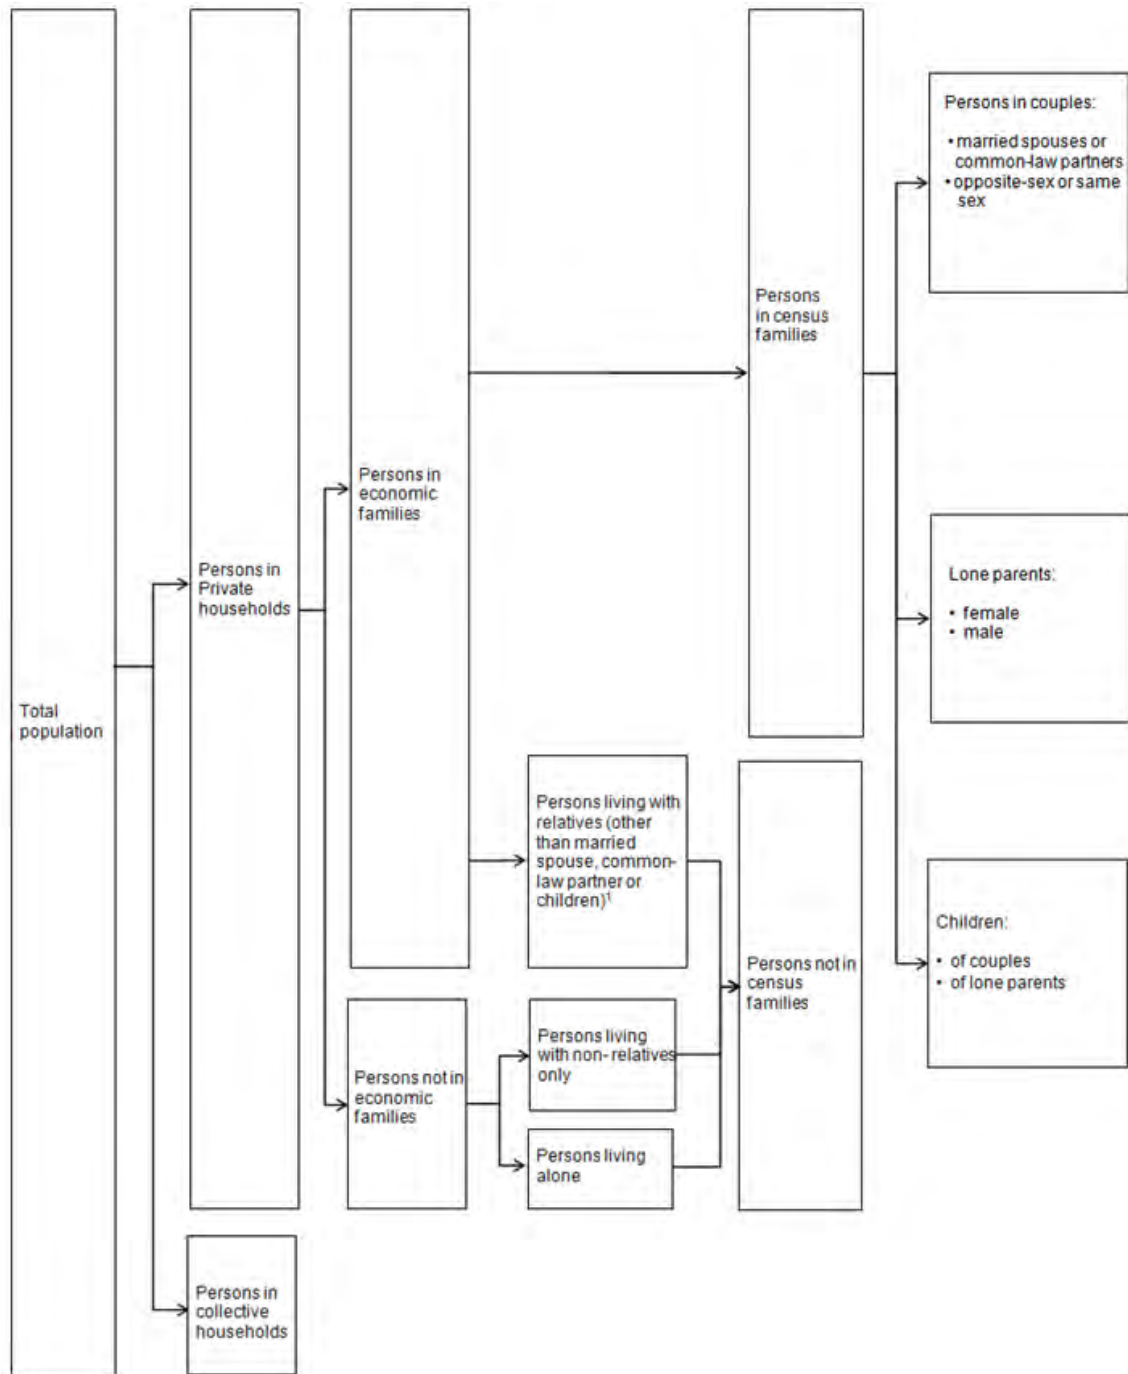 Total
population
Persons in
Private
households
Persons in
collective
households
Persons in
economic
families
Persons not in
economic
families
Persons living with
relatives (other
than married
spouse, common-
law partner or
children)¹
Persons living
with non- relatives
only
Persons living
alone
Persons
in census
families
Persons not in
census
families
Persons in couples:
• married spouses or
common-law partners
• opposite-sex or same
sex
Lone parents:
• female
• male
Children:
• of couples
• of lone parents